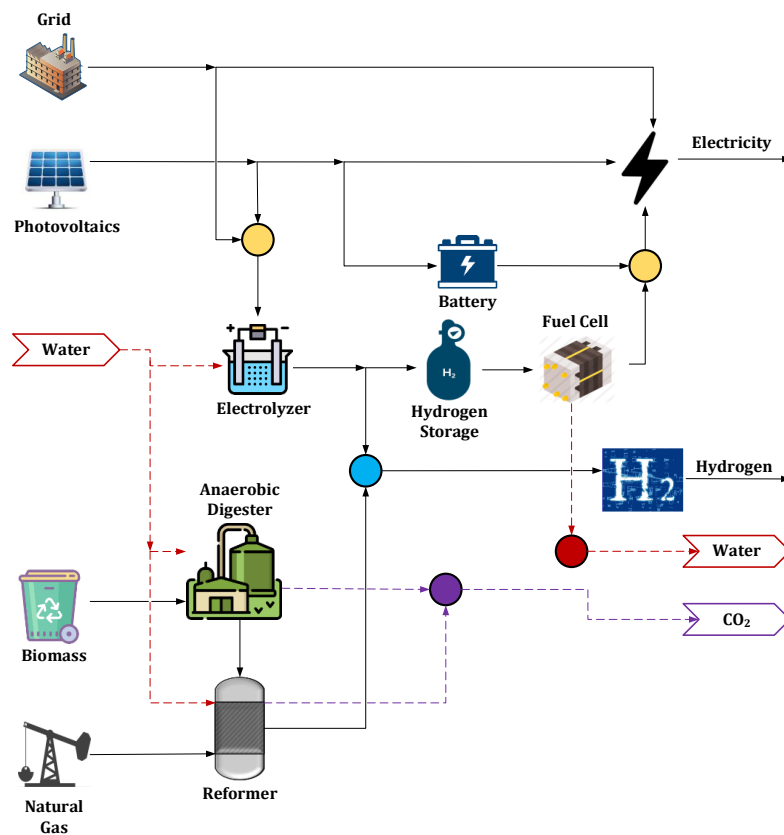 Grid
Electricity
Photovoltaics
Battery
Fuel Cell
Water
+ −
H₂
Electrolyzer
Hydrogen
Storage
Anaerobic
Digester
H₂
Hydrogen
Water
Biomass
CO₂
Reformer
Natural
Gas